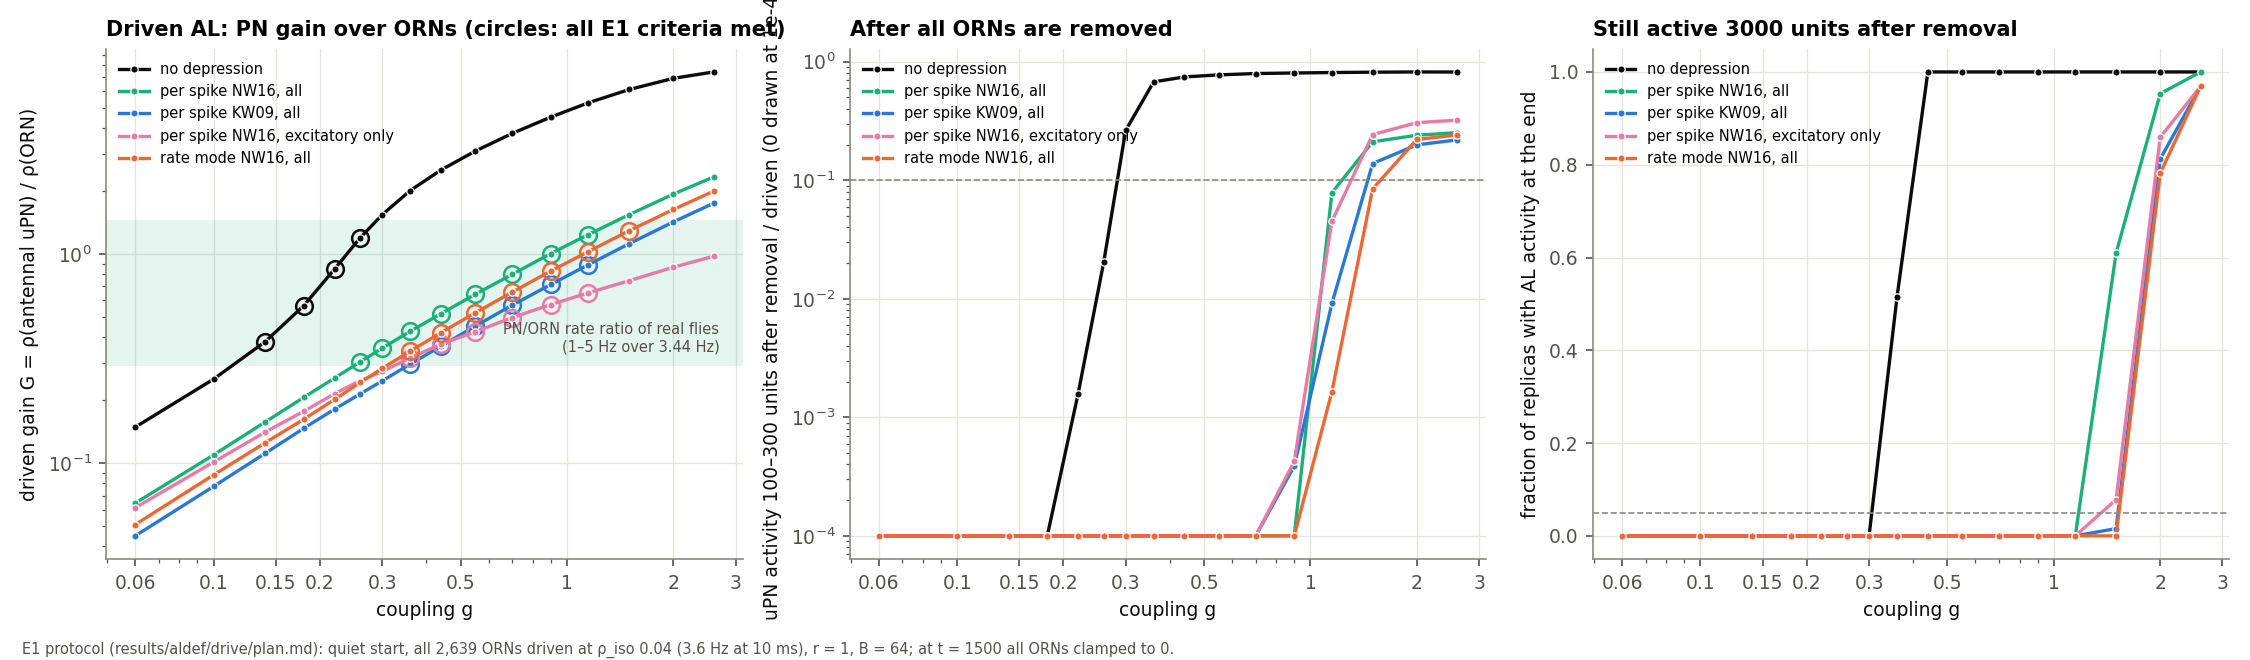 Driven AL: PN gain over ORNs (circles: all E1 criteria met)
driven gain G = ρ(antennal uPN) / ρ(ORN)
no depression
per spike NW16, all
per spike KW09, all
per spike NW16, excitatory only
rate mode NW16, all
PN/ORN rate ratio of real flies
(1–5 Hz over 3.44 Hz)
10⁰
10⁻¹
0.06 0.1 0.15 0.2 0.3 0.5 1 2 3
coupling g
After all ORNs are removed
uPN activity 100–300 units after removal / driven (0 drawn at 1e-4
no depression
per spike NW16, all
per spike KW09, all
per spike NW16, excitatory only
rate mode NW16, all
10⁰
10⁻¹
10⁻²
10⁻³
10⁻⁴
0.06 0.1 0.15 0.2 0.3 0.5 1 2 3
coupling g
Still active 3000 units after removal
fraction of replicas with AL activity at the end
no depression
per spike NW16, all
per spike KW09, all
per spike NW16, excitatory only
rate mode NW16, all
1.0
0.8
0.6
0.4
0.2
0.0
0.06 0.1 0.15 0.2 0.3 0.5 1 2 3
coupling g
E1 protocol (results/aldef/drive/plan.md): quiet start, all 2,639 ORNs driven at ρ_iso 0.04 (3.6 Hz at 10 ms), r = 1, B = 64; at t = 1500 all ORNs clamped to 0.